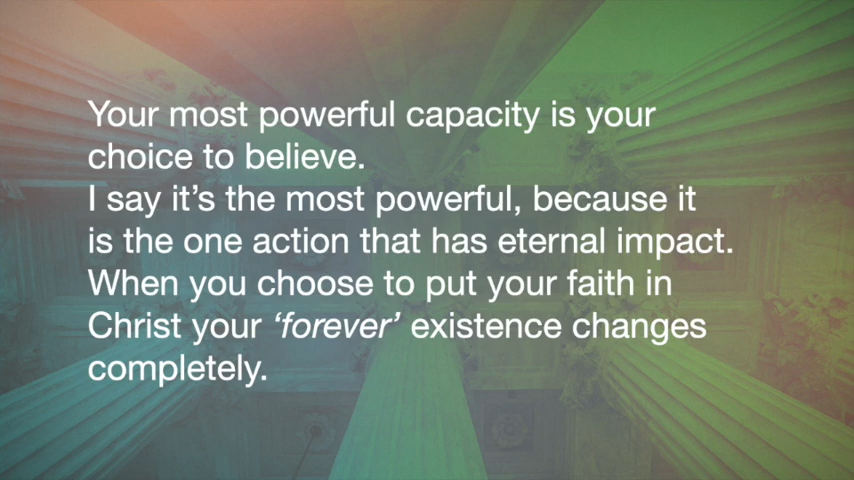 Your most powerful capacity is your
choice to believe.
I say it’s the most powerful, because it
is the one action that has eternal impact.
When you choose to put your faith in
Christ your ‘forever’ existence changes
completely.